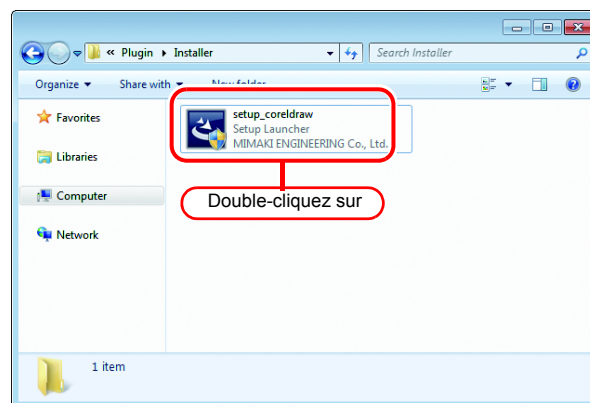 « Plugin Installer
Search Installer
Organize Share with New folder
Favorites
Libraries
Computer
Network
setup_coreldraw
Setup Launcher
MIMAKI ENGINEERING Co., Ltd.
Double-cliquez sur
1 item